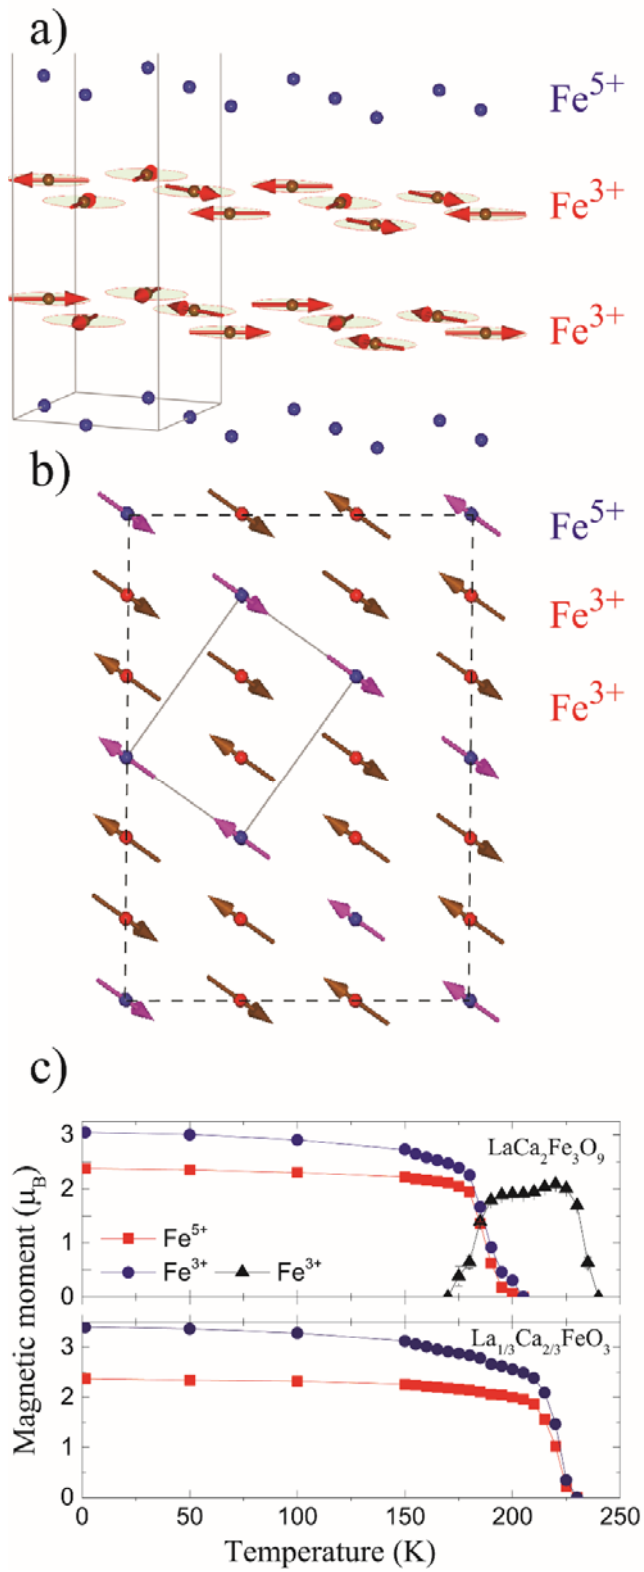 a)
Fe⁵⁺
Fe³⁺
Fe³⁺
b)
Fe⁵⁺
Fe³⁺
Fe³⁺
c)
3
2
1
0
LaCa₂Fe₃O₉
Fe⁵⁺
Fe³⁺
Fe³⁺
La₁/₃Ca₂/₃FeO₃
3
2
1
0
0
50
100
150
200
250
Magnetic moment (μ_B)
Temperature (K)